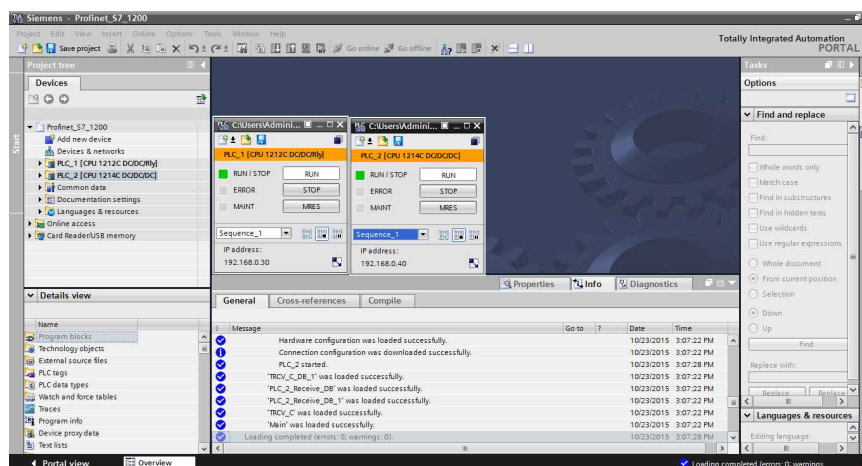 Siemens - Profinet_S7_1200
Project Edit View Insert Online Options Tools Window Help
Save project Go online Go offline
Totally Integrated Automation
PORTAL
Project tree
Devices
Start
Profinet_S7_1200
Add new device
Devices & networks
PLC_1 [CPU 1212C DC/DC/Rly]
PLC_2 [CPU 1214C DC/DC/DC]
Common data
Documentation settings
Languages & resources
Online access
Card Reader/USB memory
Details view
Name
Program blocks
Technology objects
External source files
PLC tags
PLC data types
Watch and force tables
Traces
Program info
Device proxy data
Text lists
C:\Users\Admini...
PLC_1 [CPU 1212C DC/DC/Rly]
RUN / STOP RUN
ERROR STOP
MAINT MRES
Sequence_1
IP address:
192.168.0.30
C:\Users\Admini...
PLC_2 [CPU 1214C DC/DC/DC]
RUN / STOP RUN
ERROR STOP
MAINT MRES
Sequence_1
IP address:
192.168.0.40
Properties Info Diagnostics
General Cross-references Compile
! Message Go to ? Date Time
Hardware configuration was loaded successfully. 10/23/2015 3:07:22 PM
Connection configuration was downloaded successfully. 10/23/2015 3:07:22 PM
PLC_2 started. 10/23/2015 3:07:28 PM
'TRCV_C_DB_1' was loaded successfully. 10/23/2015 3:07:22 PM
'PLC_2_Receive_DB' was loaded successfully. 10/23/2015 3:07:22 PM
'PLC_2_Receive_DB_1' was loaded successfully. 10/23/2015 3:07:22 PM
'TRCV_C' was loaded successfully. 10/23/2015 3:07:22 PM
'Main' was loaded successfully. 10/23/2015 3:07:22 PM
Loading completed (errors: 0; warnings: 0). 10/23/2015 3:07:28 PM
Tasks
Options
Find and replace
Find:
Whole words only
Match case
Find in substructures
Find in hidden texts
Use wildcards
Use regular expressions
Whole document
From current position
Selection
Down
Up
Find
Replace with:
Replace Replace
Languages & resources
Editing language:
Portal view Overview
Loading completed (errors: 0; warnings